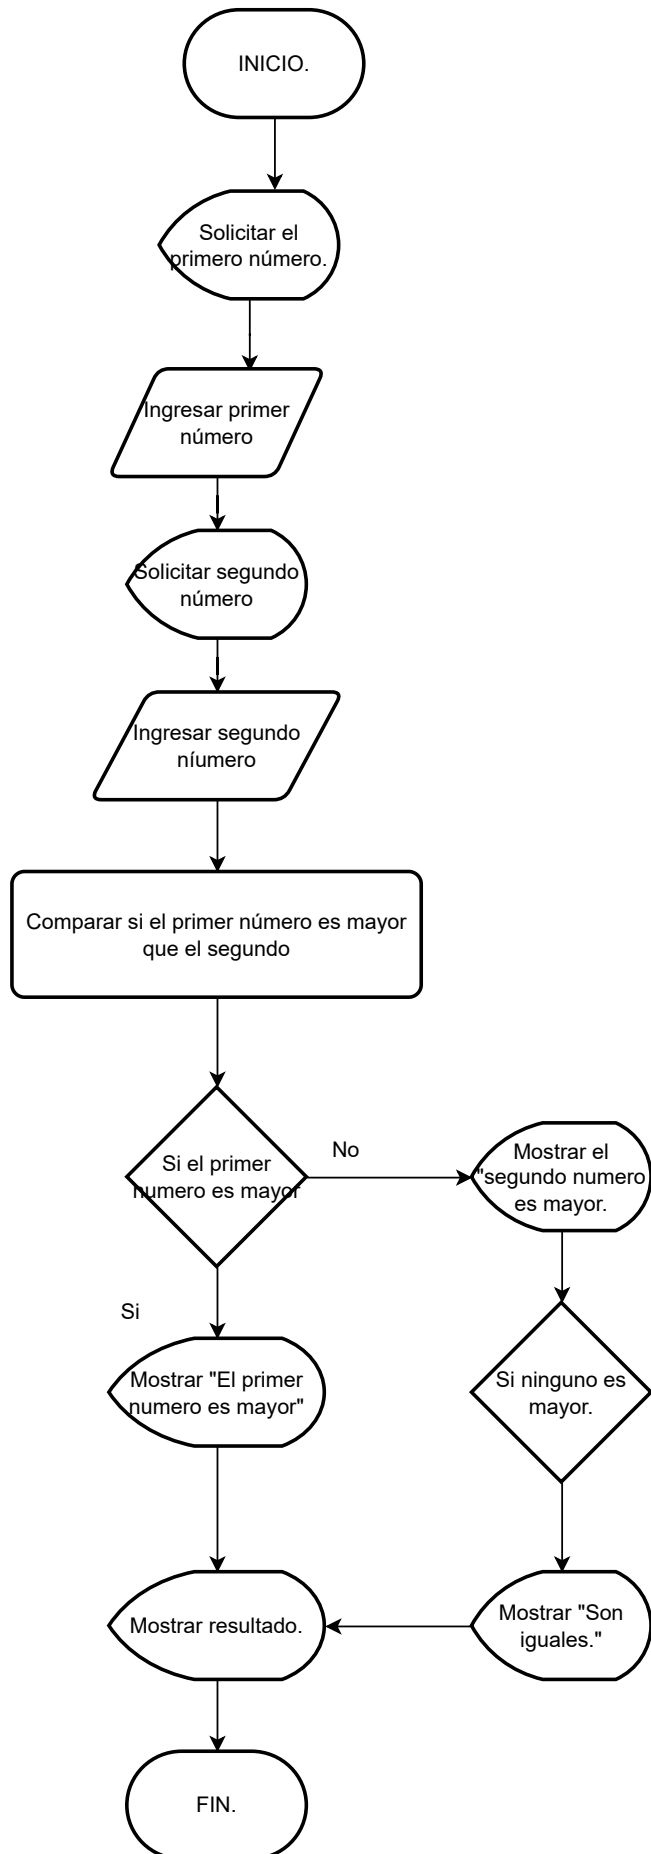 INICIO.
Solicitar el
primero número.
Ingresar primer
número
Solicitar segundo
número
Ingresar segundo
níumero
Comparar si el primer número es mayor
que el segundo
Si el primer
numero es mayor
No
Mostrar el
"segundo numero
es mayor.
Si
Mostrar "El primer
numero es mayor"
Si ninguno es
mayor.
Mostrar resultado.
Mostrar "Son
iguales."
FIN.